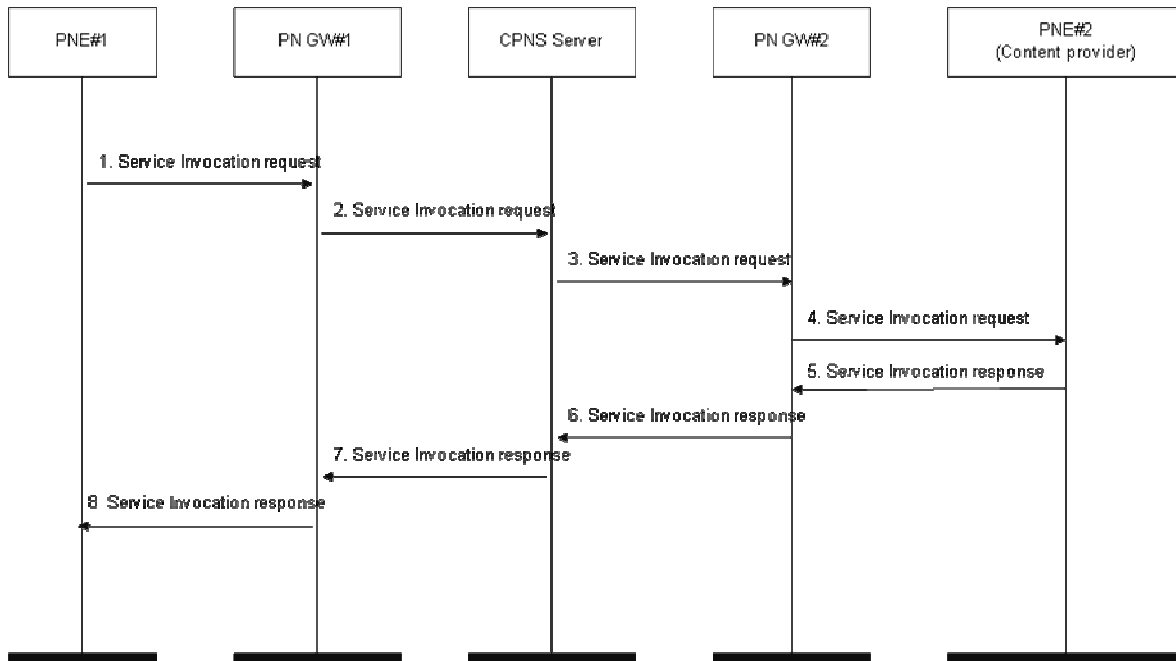 PNE#1
PN GW#1
CPNS Server
PN GW#2
PNE#2
(Content provider)
1. Service Invocation request
2. Service Invocation request
3. Service Invocation request
4. Service Invocation request
5. Service Invocation response
6. Service Invocation response
7. Service Invocation response
8 Service Invocation response